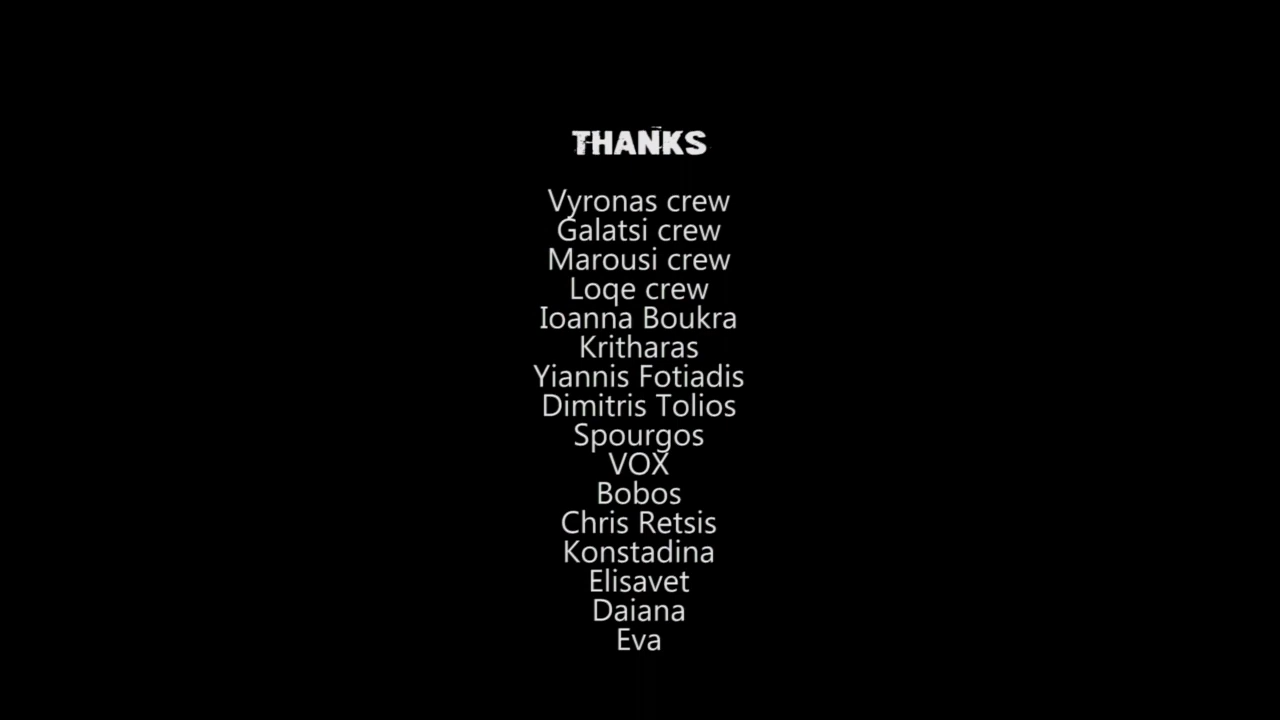 THANKS
Vyronas crew
Galatsi crew
Marousi crew
Loqe crew
Ioanna Boukra
Kritharas
Yiannis Fotiadis
Dimitris Tolios
Spourgos
VOX
Bobos
Chris Retsis
Konstadina
Elisavet
Daiana
Eva